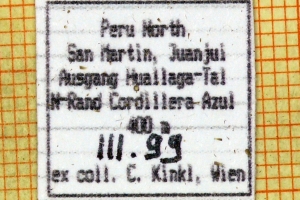 Peru North
San Martin, Juanjui
Ausgang Huallaga-Tal
N-Rand Cordillera Azul
400 m
III. 99
ex coll. C. Kinkl, Wien